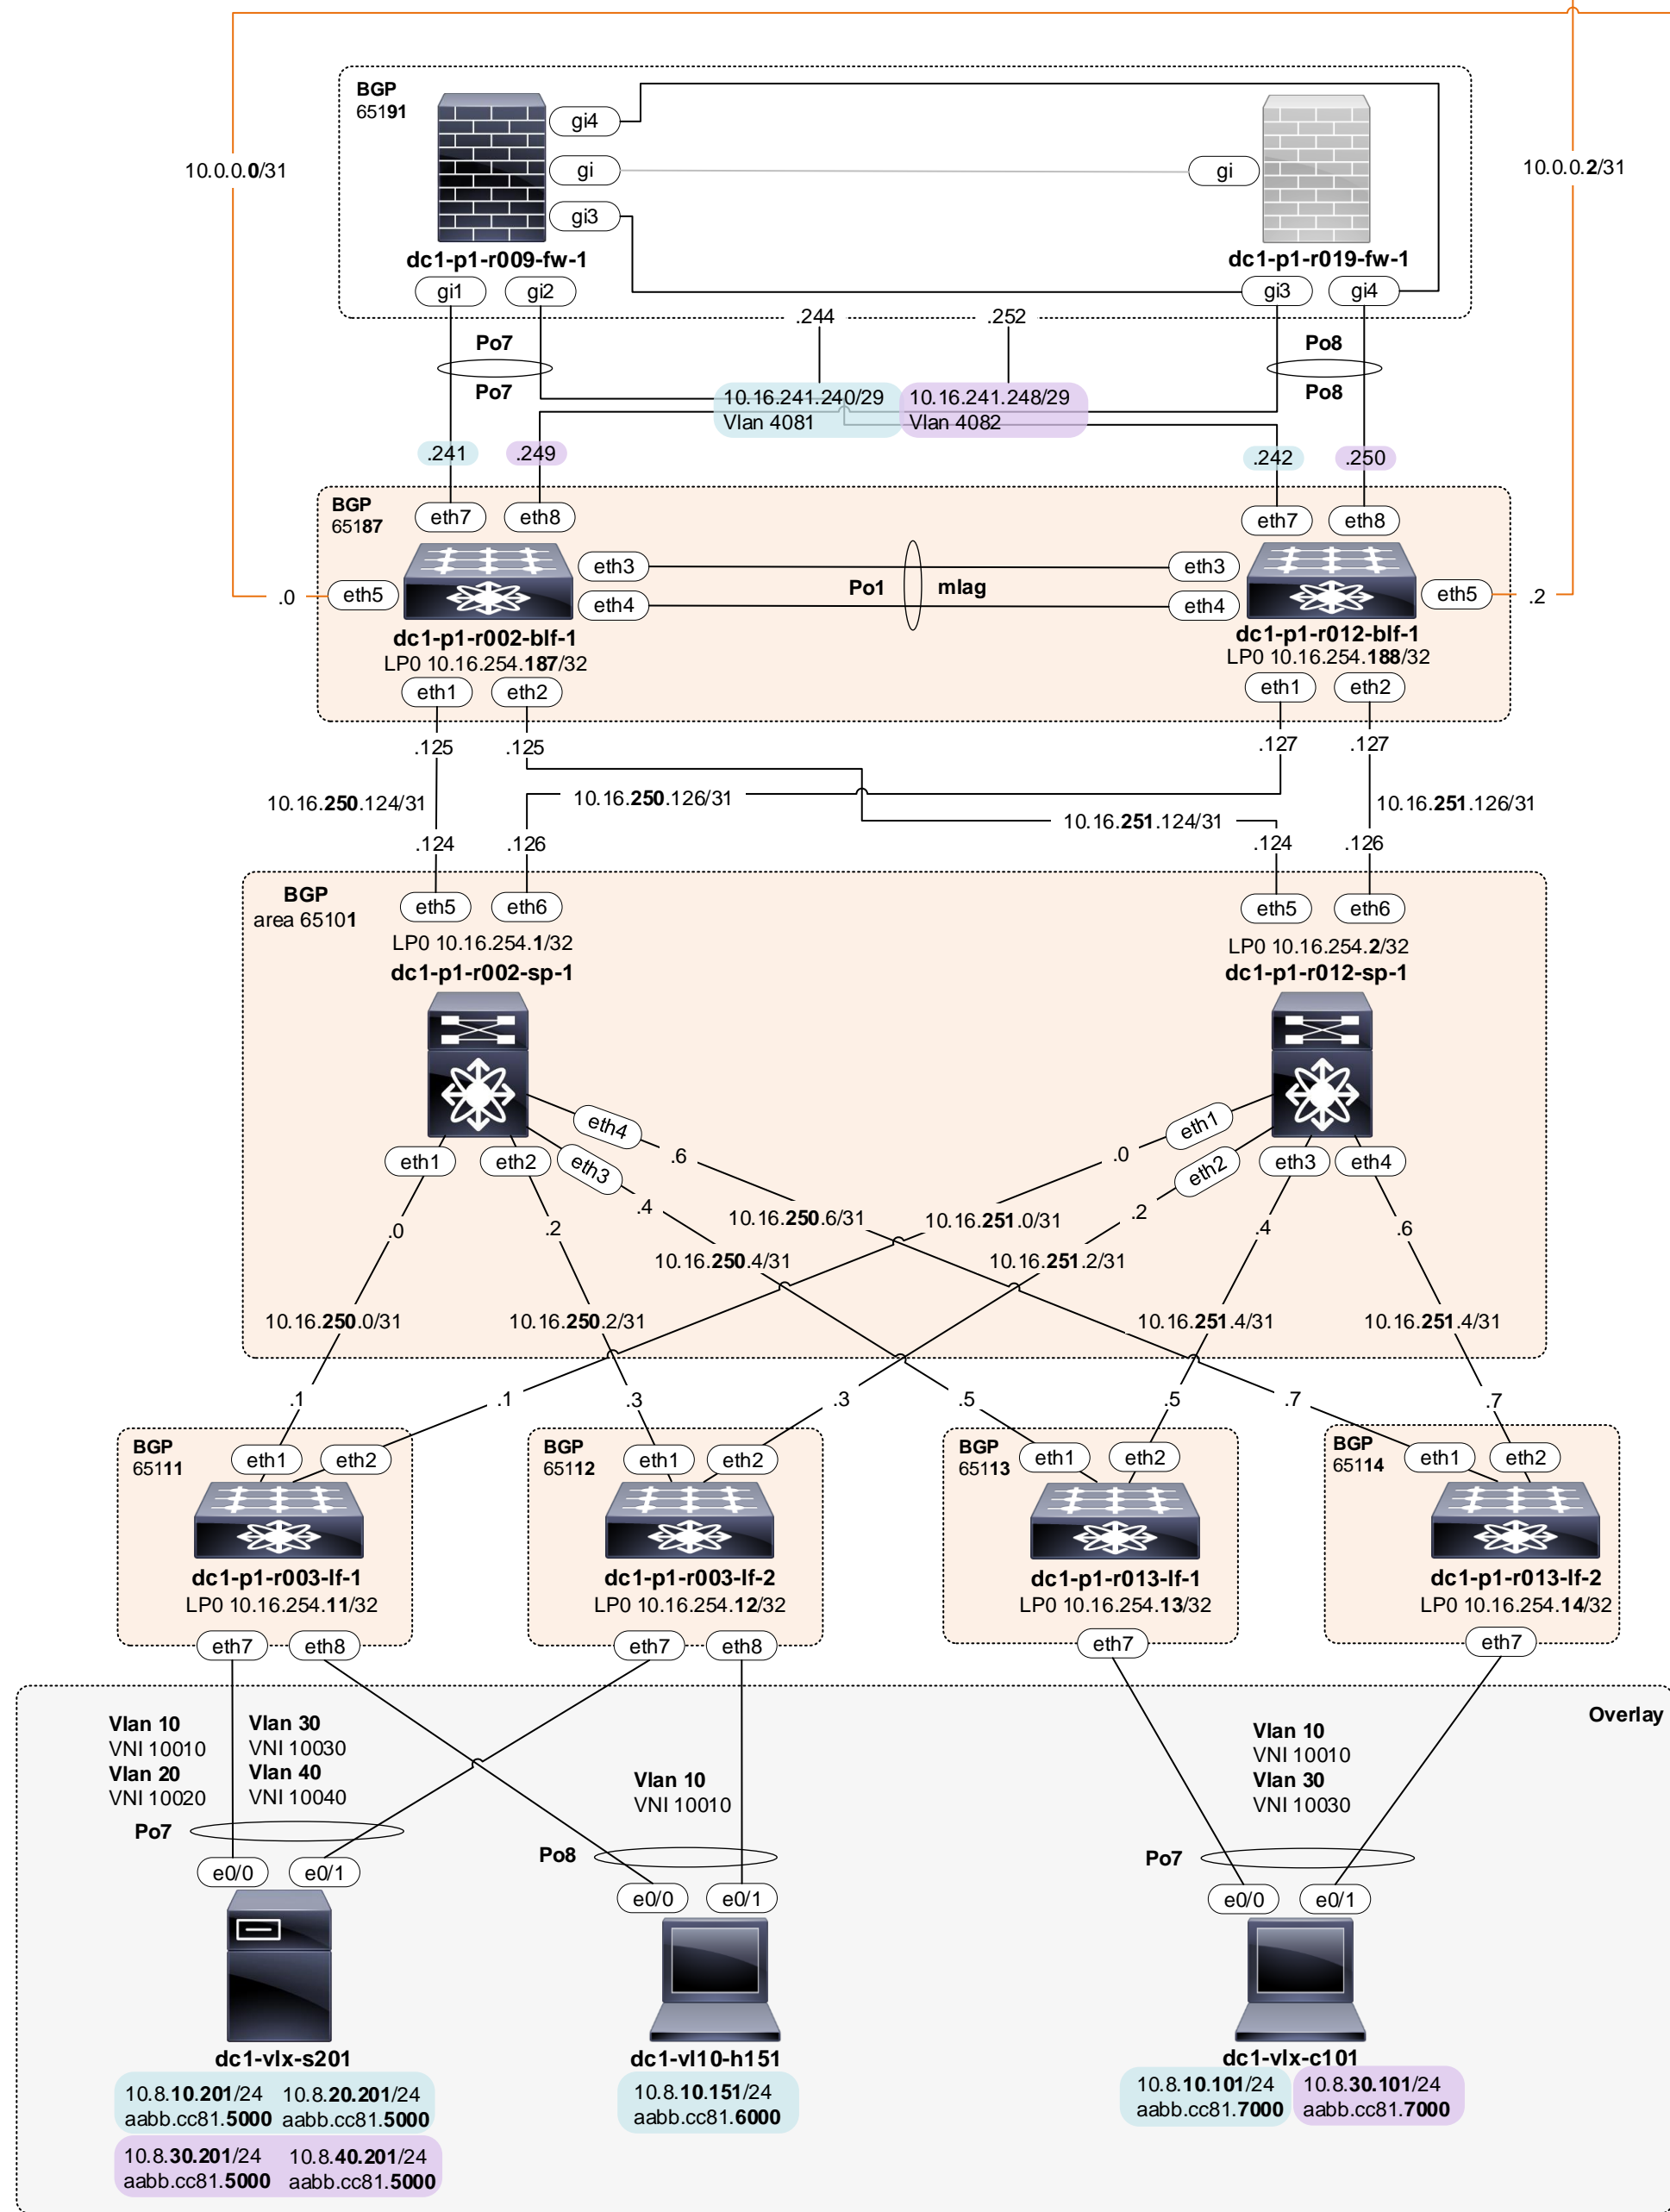 BGP
65191
gi4
gi
gi
gi3
10.0.0.0/31
10.0.0.2/31
dc1-p1-r009-fw-1
dc1-p1-r019-fw-1
gi1
gi2
gi3
gi4
.244
.252
Po7
Po8
Po7
Po8
10.16.241.240/29
Vlan 4081
10.16.241.248/29
Vlan 4082
.241
.249
.242
.250
BGP
65187
eth7
eth8
eth7
eth8
eth3
eth3
.0
eth5
Po1
mlag
eth5
.2
eth4
eth4
dc1-p1-r002-blf-1
LP0 10.16.254.187/32
dc1-p1-r012-blf-1
LP0 10.16.254.188/32
eth1
eth2
eth1
eth2
.125
.125
.127
.127
10.16.250.124/31
10.16.250.126/31
10.16.251.126/31
10.16.251.124/31
.124
.126
.124
.126
BGP
area 65101
eth5
eth6
eth5
eth6
LP0 10.16.254.1/32
dc1-p1-r002-sp-1
LP0 10.16.254.2/32
dc1-p1-r012-sp-1
eth4
eth1
eth1
eth2
eth3
eth2
eth3
eth4
.6
.0
.4
.2
.0
.2
.4
.6
10.16.250.6/31
10.16.251.0/31
10.16.250.4/31
10.16.251.2/31
10.16.250.0/31
10.16.250.2/31
10.16.251.4/31
10.16.251.4/31
.1
.1
.3
.3
.5
.5
.7
.7
BGP
65111
eth1
eth2
BGP
65112
eth1
eth2
BGP
65113
eth1
eth2
BGP
65114
eth1
eth2
dc1-p1-r003-lf-1
LP0 10.16.254.11/32
dc1-p1-r003-lf-2
LP0 10.16.254.12/32
dc1-p1-r013-lf-1
LP0 10.16.254.13/32
dc1-p1-r013-lf-2
LP0 10.16.254.14/32
eth7
eth8
eth7
eth8
eth7
eth7
Overlay
Vlan 10
VNI 10010
Vlan 20
VNI 10020
Vlan 30
VNI 10030
Vlan 40
VNI 10040
Vlan 10
VNI 10010
Vlan 10
VNI 10010
Vlan 30
VNI 10030
Po7
Po8
Po7
e0/0
e0/1
e0/0
e0/1
e0/0
e0/1
dc1-vlx-s201
dc1-vl10-h151
dc1-vlx-c101
10.8.10.201/24
aabb.cc81.5000
10.8.20.201/24
aabb.cc81.5000
10.8.30.201/24
aabb.cc81.5000
10.8.40.201/24
aabb.cc81.5000
10.8.10.151/24
aabb.cc81.6000
10.8.10.101/24
aabb.cc81.7000
10.8.30.101/24
aabb.cc81.7000